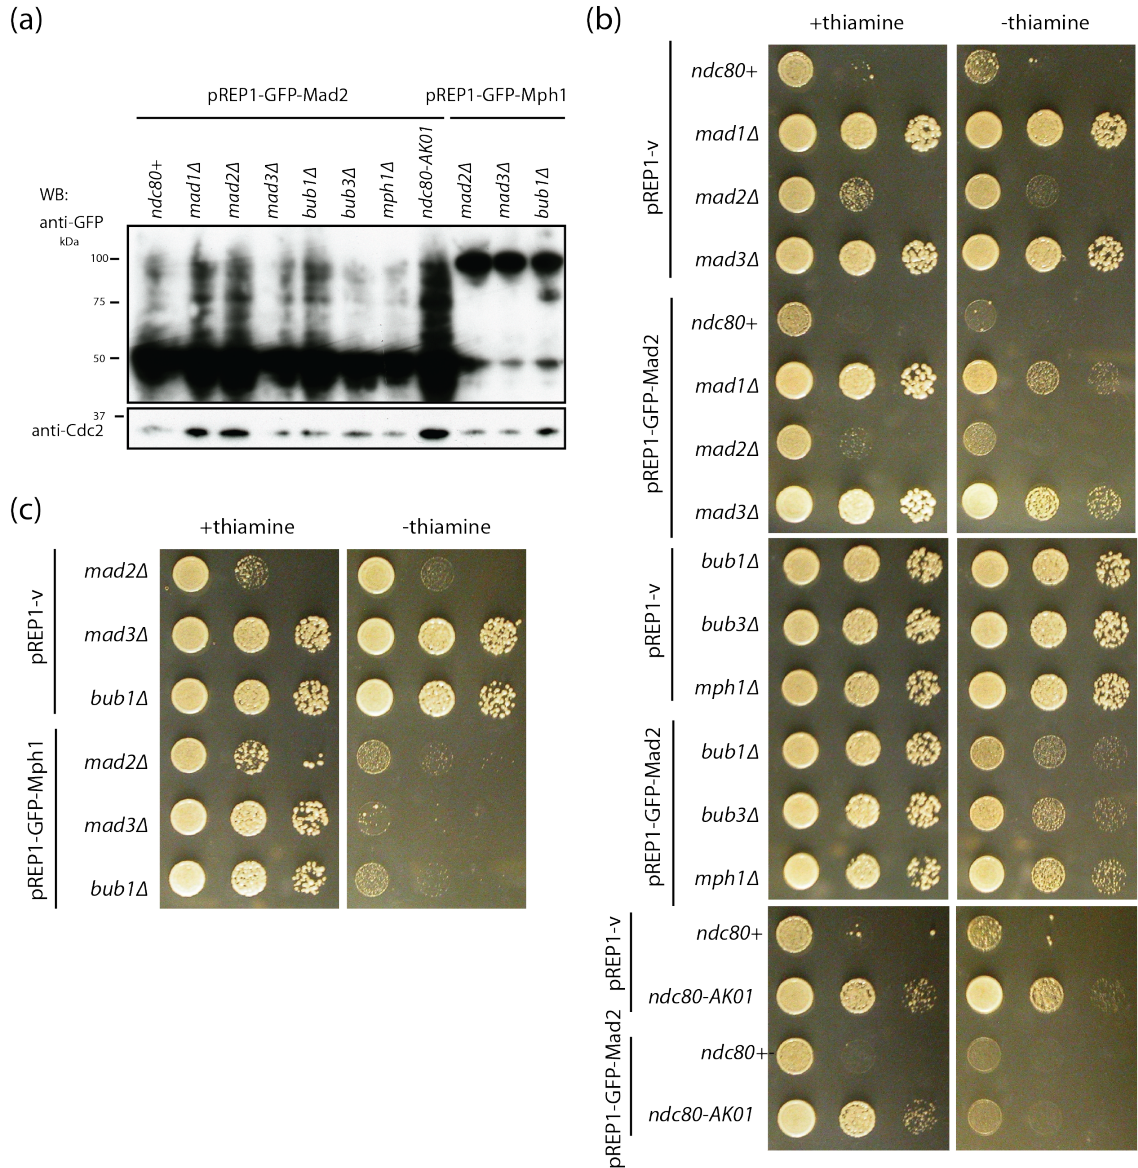 (a)
pREP1-GFP-Mad2 pREP1-GFP-Mph1
WB:
anti-GFP
kDa
ndc80+ mad1Δ mad2Δ mad3Δ bub1Δ bub3Δ mph1Δ ndc80-AK01 mad2Δ mad3Δ bub1Δ
100
75
50
37
anti-Cdc2
(b)
+thiamine -thiamine
pREP1-v
ndc80+
mad1Δ
mad2Δ
mad3Δ
pREP1-GFP-Mad2
ndc80+
mad1Δ
mad2Δ
mad3Δ
pREP1-v
bub1Δ
bub3Δ
mph1Δ
pREP1-GFP-Mad2
bub1Δ
bub3Δ
mph1Δ
pREP1-v
ndc80+
ndc80-AK01
pREP1-GFP-Mad2
ndc80+-
ndc80-AK01
(c)
+thiamine -thiamine
pREP1-v
mad2Δ
mad3Δ
bub1Δ
pREP1-GFP-Mph1
mad2Δ
mad3Δ
bub1Δ